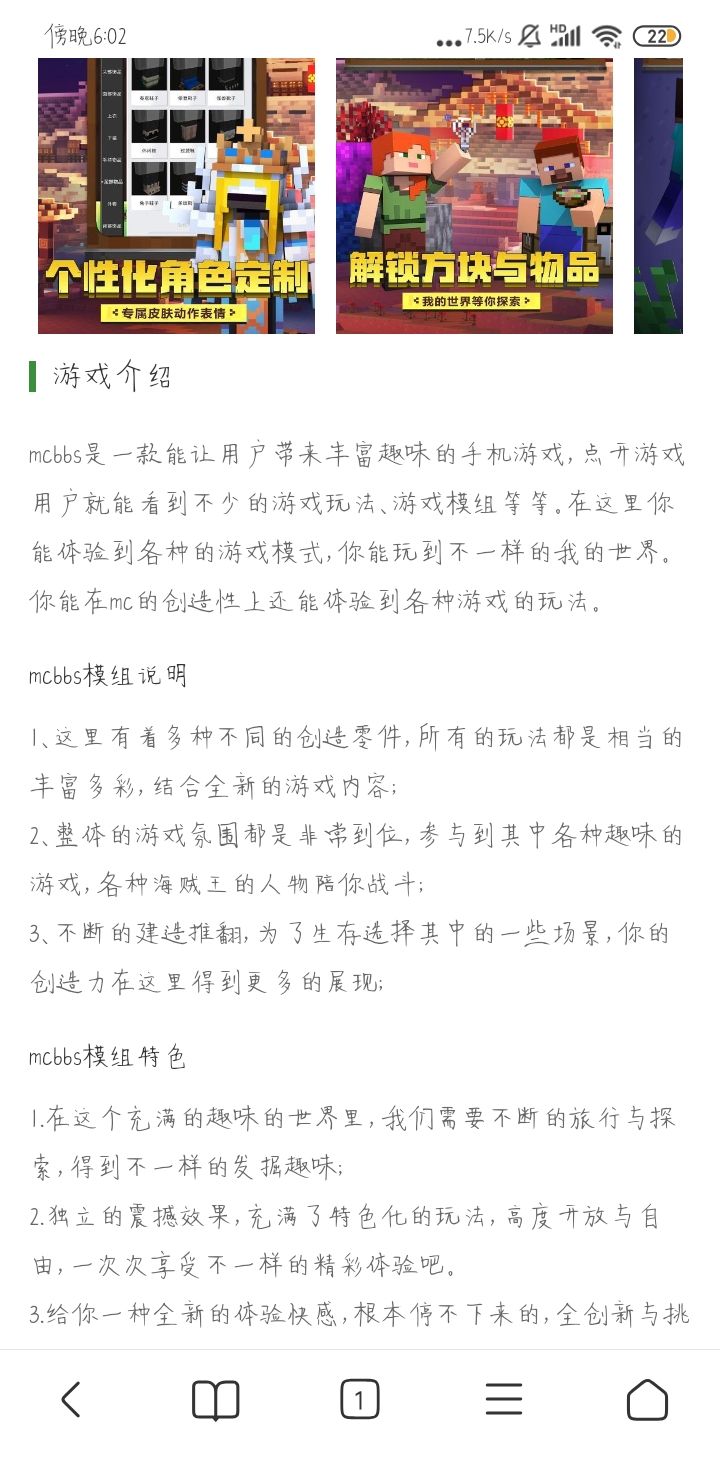 傍晚6:02
7.5K/s
HD
22
个性化角色定制
专属皮肤动作表情
解锁方块与物品
我的世界等你探索
游戏介绍
mcbbs是一款能让用户带来丰富趣味的手机游戏,点开游戏
用户就能看到不少的游戏玩法、游戏模组等等。在这里你
能体验到各种的游戏模式,你能玩到不一样的我的世界。
你能在mc的创造性上还能体验到各种游戏的玩法。
mcbbs模组说明
1、这里有着多种不同的创造零件,所有的玩法都是相当的
丰富多彩,结合全新的游戏内容;
2、整体的游戏氛围都是非常到位,参与到其中各种趣味的
游戏,各种海贼王的人物陪你战斗;
3、不断的建造推翻,为了生存选择其中的一些场景,你的
创造力在这里得到更多的展现;
mcbbs模组特色
1.在这个充满的趣味的世界里,我们需要不断的旅行与探
索,得到不一样的发掘趣味;
2.独立的震撼效果,充满了特色化的玩法,高度开放与自
由,一次次享受不一样的精彩体验吧。
3.给你一种全新的体验快感,根本停不下来的,全创新与挑
1